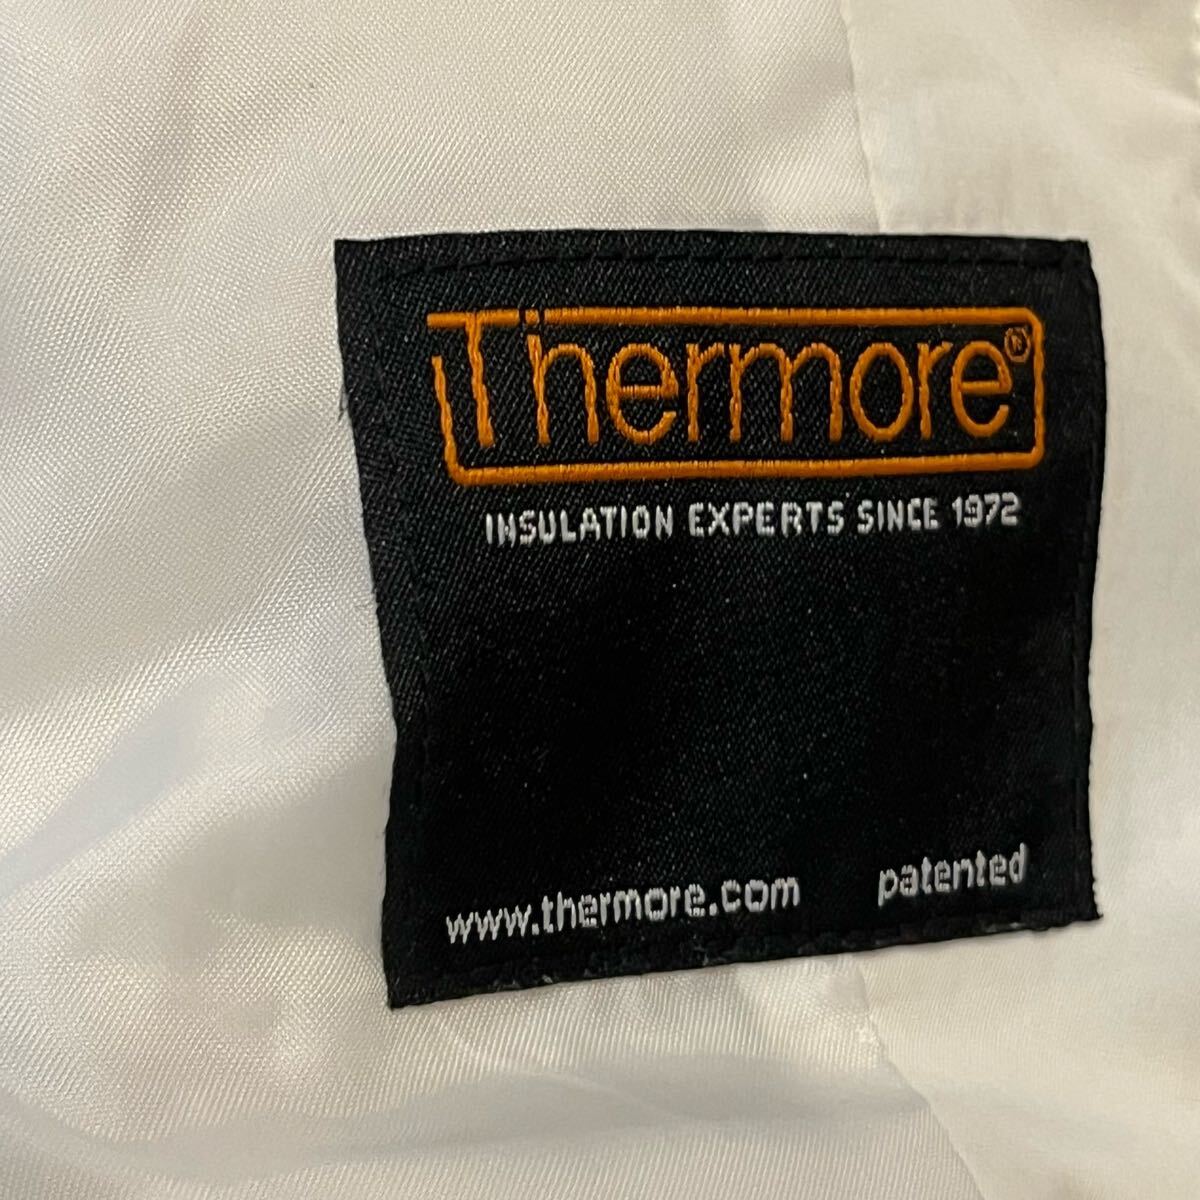 Thermore®
INSULATION EXPERTS SINCE 1972
www.thermore.com patented